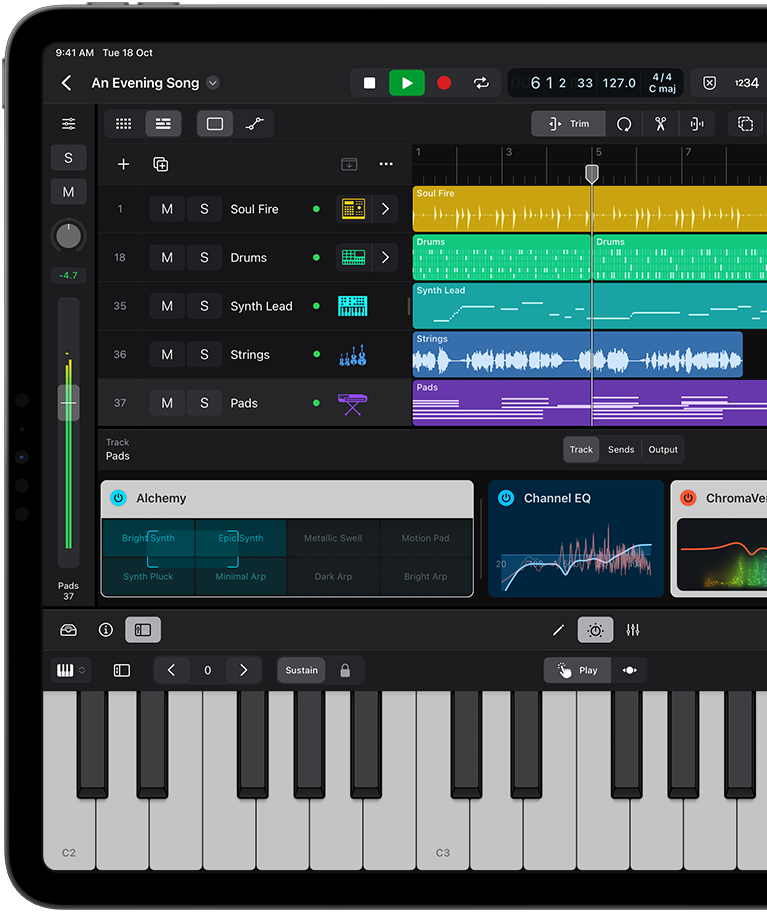 9:41 AM Tue 18 Oct
An Evening Song
6 1 2 33 127.0 4/4 C maj
1234
S
Trim
M
1 3 5 7
1 M S Soul Fire
Soul Fire
-4.7
18 M S Drums
Drums Drums
35 M S Synth Lead
Synth Lead
36 M S Strings
Strings
37 M S Pads
Pads
Track
Pads
Track Sends Output
Alchemy
Channel EQ
Bright Synth Epic Synth Metallic Swell Motion Pad
Synth Pluck Minimal Arp Dark Arp Bright Arp
20
Pads
37
0 Sustain Play
C2 C3